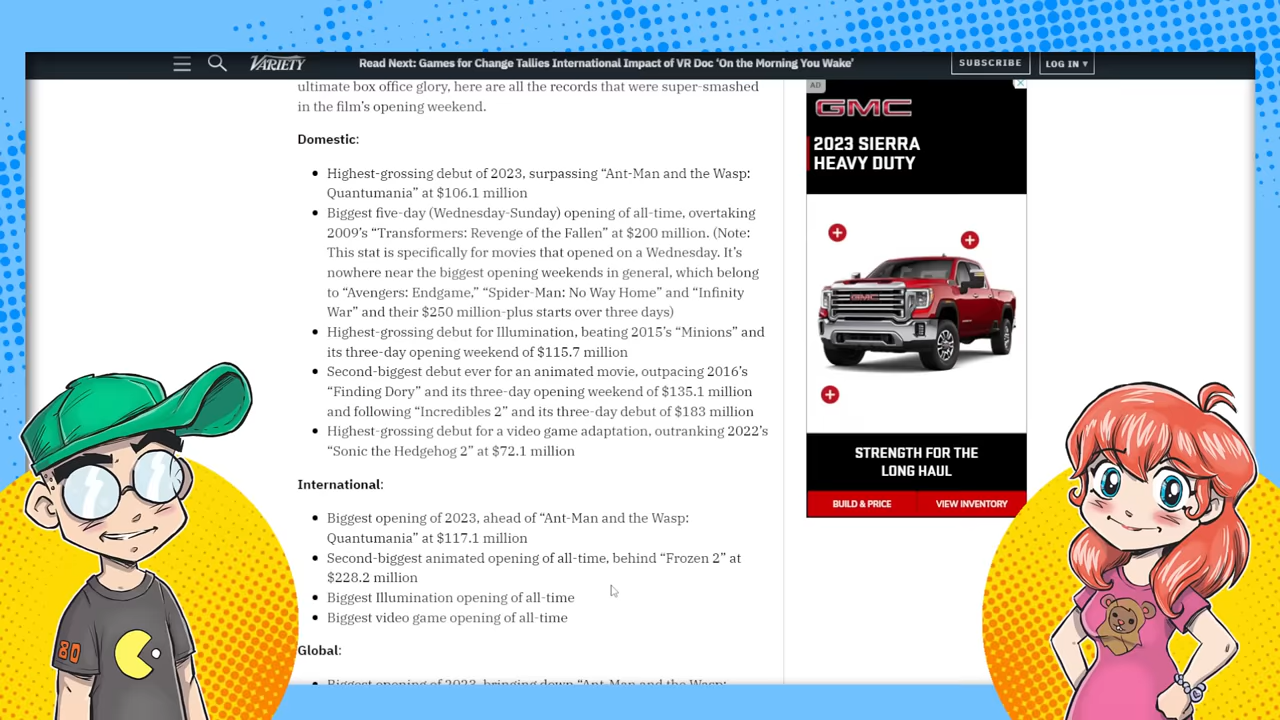 VARIETY
Read Next: Games for Change Tallies International Impact of VR Doc ‘On the Morning You Wake’
SUBSCRIBE
LOG IN ▾
ultimate box office glory, here are all the records that were super-smashed
in the film’s opening weekend.
Domestic:
• Highest-grossing debut of 2023, surpassing “Ant-Man and the Wasp:
Quantumania” at $106.1 million
• Biggest five-day (Wednesday-Sunday) opening of all-time, overtaking
2009’s “Transformers: Revenge of the Fallen” at $200 million. (Note:
This stat is specifically for movies that opened on a Wednesday. It’s
nowhere near the biggest opening weekends in general, which belong
to “Avengers: Endgame,” “Spider-Man: No Way Home” and “Infinity
War” and their $250 million-plus starts over three days)
• Highest-grossing debut for Illumination, beating 2015’s “Minions” and
its three-day opening weekend of $115.7 million
• Second-biggest debut ever for an animated movie, outpacing 2016’s
“Finding Dory” and its three-day opening weekend of $135.1 million
and following “Incredibles 2” and its three-day debut of $183 million
• Highest-grossing debut for a video game adaptation, outranking 2022’s
“Sonic the Hedgehog 2” at $72.1 million
International:
• Biggest opening of 2023, ahead of “Ant-Man and the Wasp:
Quantumania” at $117.1 million
• Second-biggest animated opening of all-time, behind “Frozen 2” at
$228.2 million
• Biggest Illumination opening of all-time
• Biggest video game opening of all-time
Global:
• Biggest opening of 2023, bringing down “Ant-Man and the Wasp:
AD
GMC
2023 SIERRA
HEAVY DUTY
GMC
STRENGTH FOR THE
LONG HAUL
BUILD & PRICE
VIEW INVENTORY
80